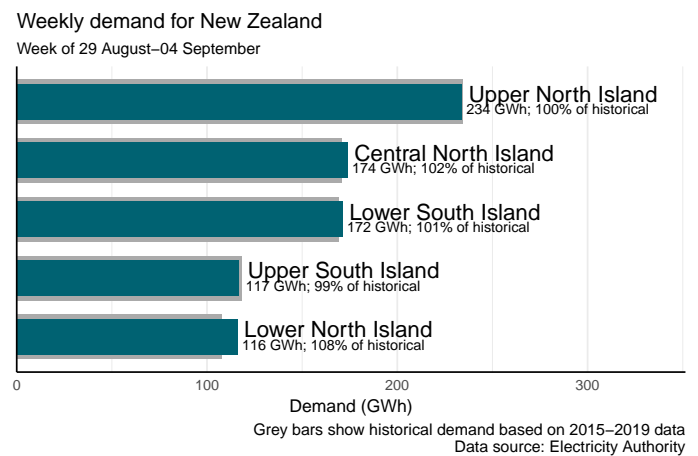 Weekly demand for New Zealand
Week of 29 August–04 September
Upper North Island
234 GWh; 100% of historical
Central North Island
174 GWh; 102% of historical
Lower South Island
172 GWh; 101% of historical
Upper South Island
117 GWh; 99% of historical
Lower North Island
116 GWh; 108% of historical
0 100 200 300
Demand (GWh)
Grey bars show historical demand based on 2015–2019 data
Data source: Electricity Authority